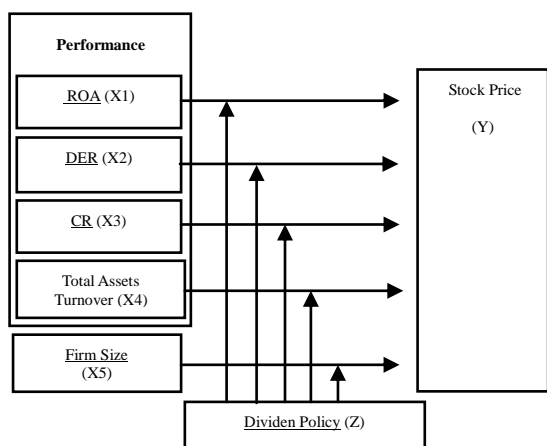 Performance
ROA (X1)
DER (X2)
CR (X3)
Total Assets
Turnover (X4)
Firm Size
(X5)
Stock Price
(Y)
Dividen Policy (Z)